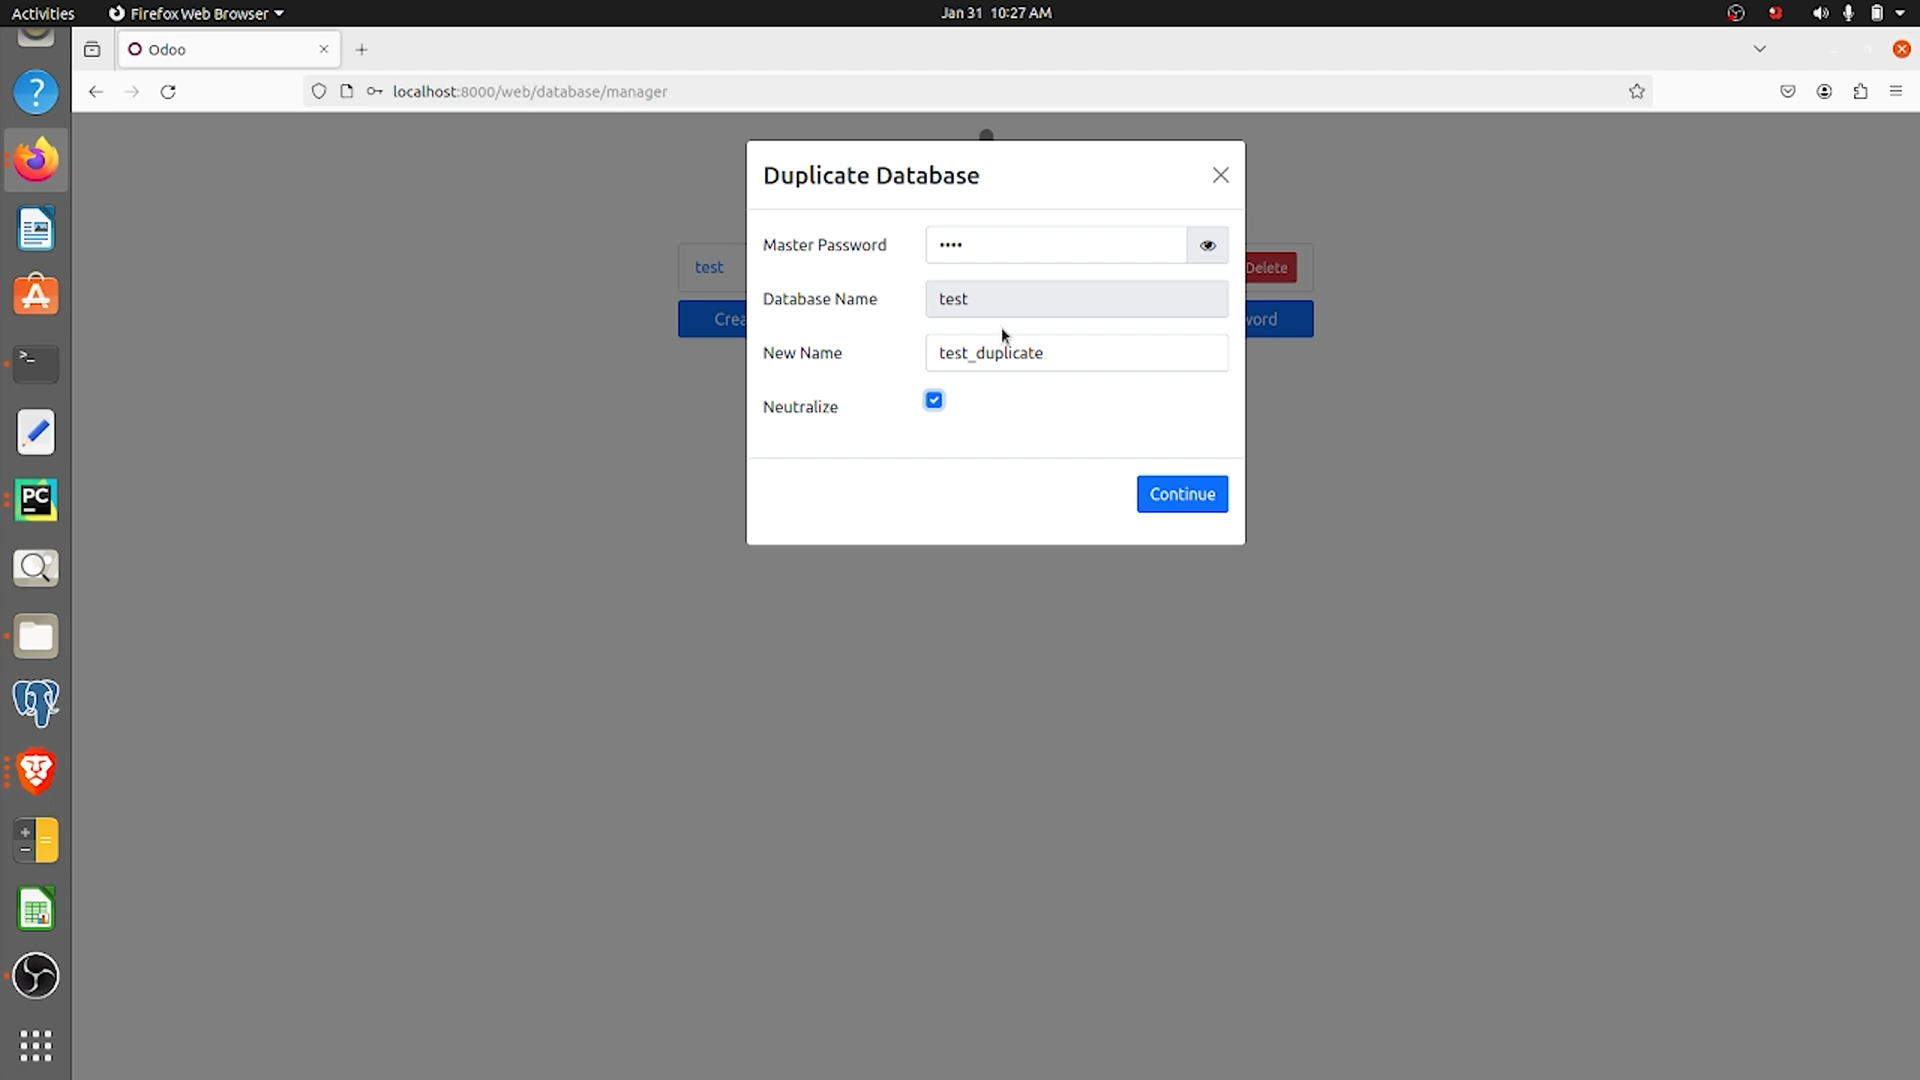 Activities
Firefox Web Browser
Jan 31 10:27 AM
Odoo
localhost:8000/web/database/manager
Duplicate Database
Master Password
••••
test
Delete
Database Name
test
Crea
word
New Name
test_duplicate
Neutralize
Continue